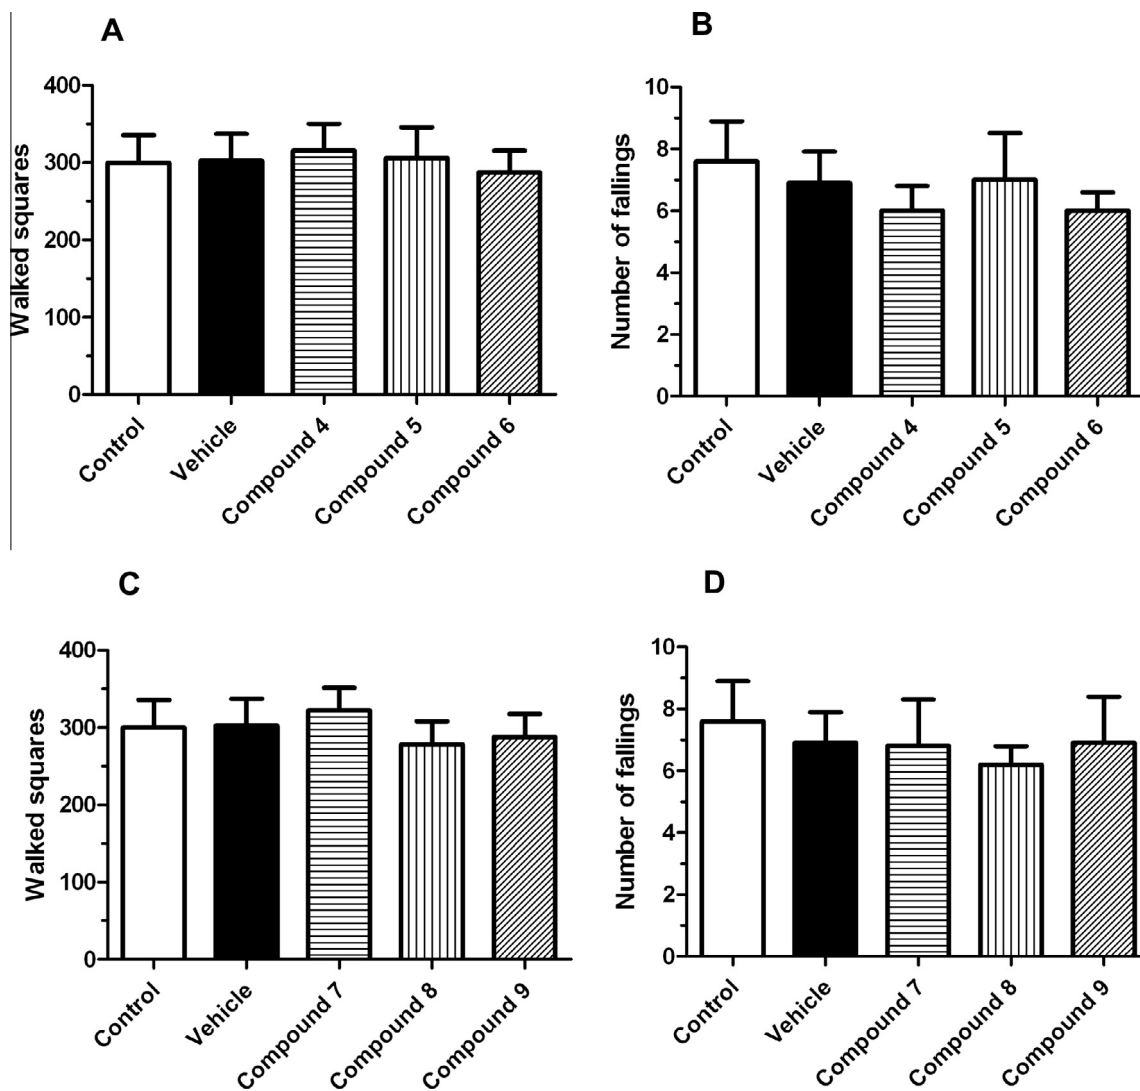 A
Walked squares
400
300
200
100
0
Control
Vehicle
Compound 4
Compound 5
Compound 6
B
Number of fallings
10
8
6
4
2
0
Control
Vehicle
Compound 4
Compound 5
Compound 6
C
Walked squares
400
300
200
100
0
Control
Vehicle
Compound 7
Compound 8
Compound 9
D
Number of fallings
10
8
6
4
2
0
Control
Vehicle
Compound 7
Compound 8
Compound 9